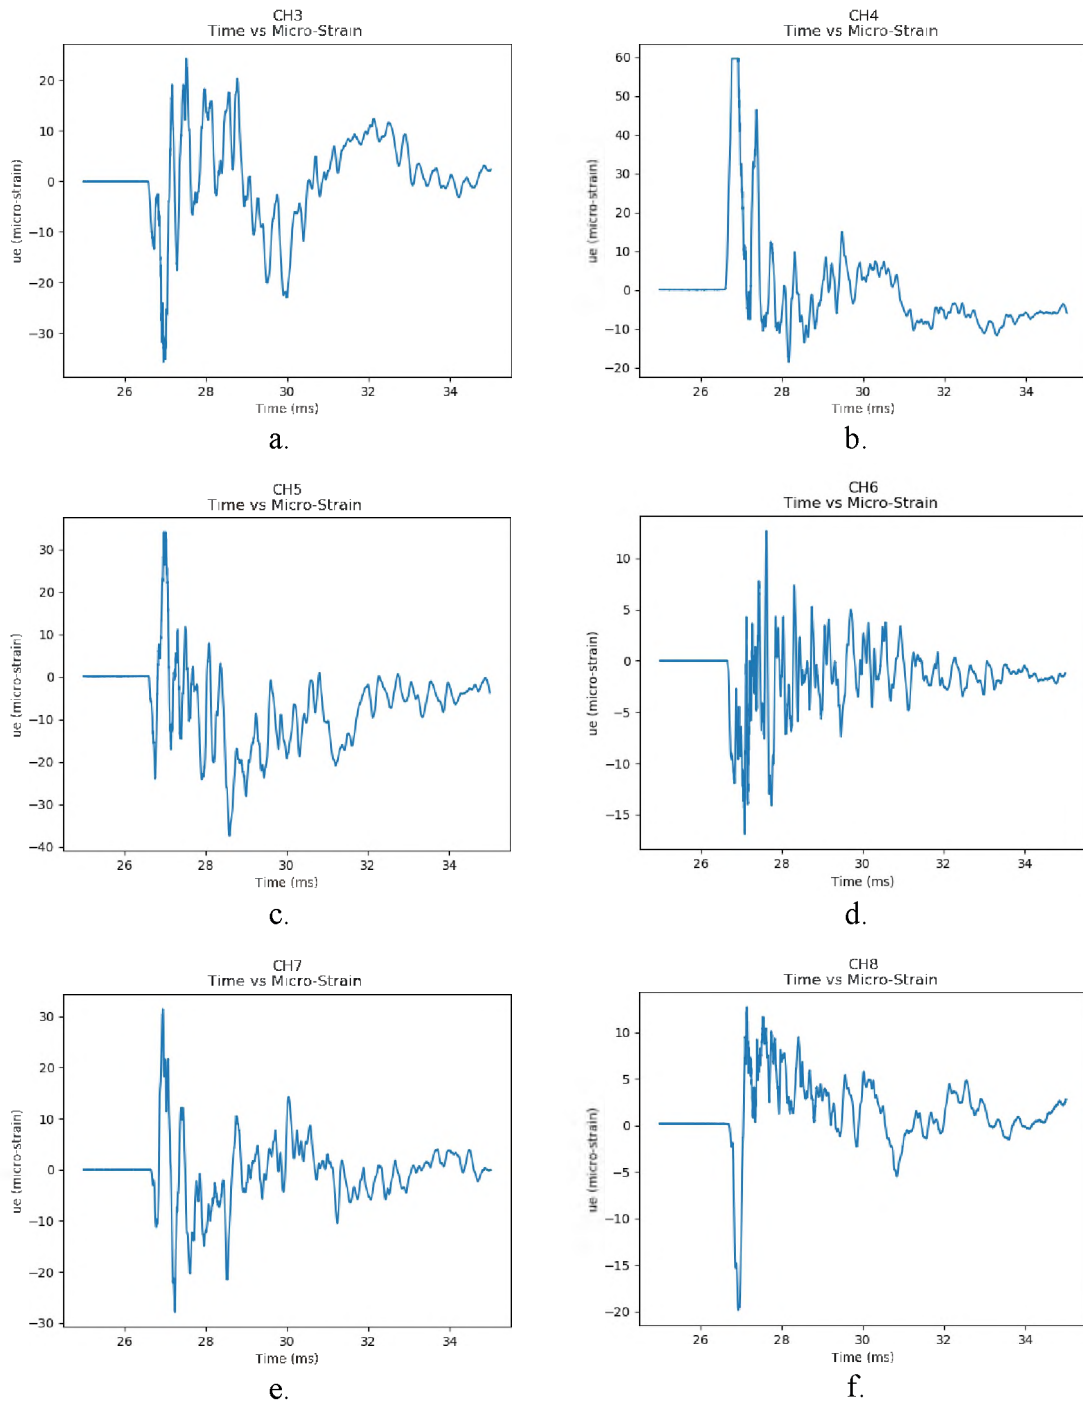 CH3
Time vs Micro-Strain
20
10
0
−10
−20
−30
ue (micro-strain)
26 28 30 32 34
Time (ms)
a.
CH4
Time vs Micro-Strain
60
50
40
30
20
10
0
−10
−20
ue (micro-strain)
26 28 30 32 34
Time (ms)
b.
CH5
Time vs Micro-Strain
30
20
10
0
−10
−20
−30
−40
ue (micro-strain)
26 28 30 32 34
Time (ms)
c.
CH6
Time vs Micro-Strain
10
5
0
−5
−10
−15
ue (micro-strain)
26 28 30 32 34
Time (ms)
d.
CH7
Time vs Micro-Strain
30
20
10
0
−10
−20
−30
ue (micro-strain)
26 28 30 32 34
Time (ms)
e.
CH8
Time vs Micro-Strain
10
5
0
−5
−10
−15
−20
ue (micro-strain)
26 28 30 32 34
Time (ms)
f.